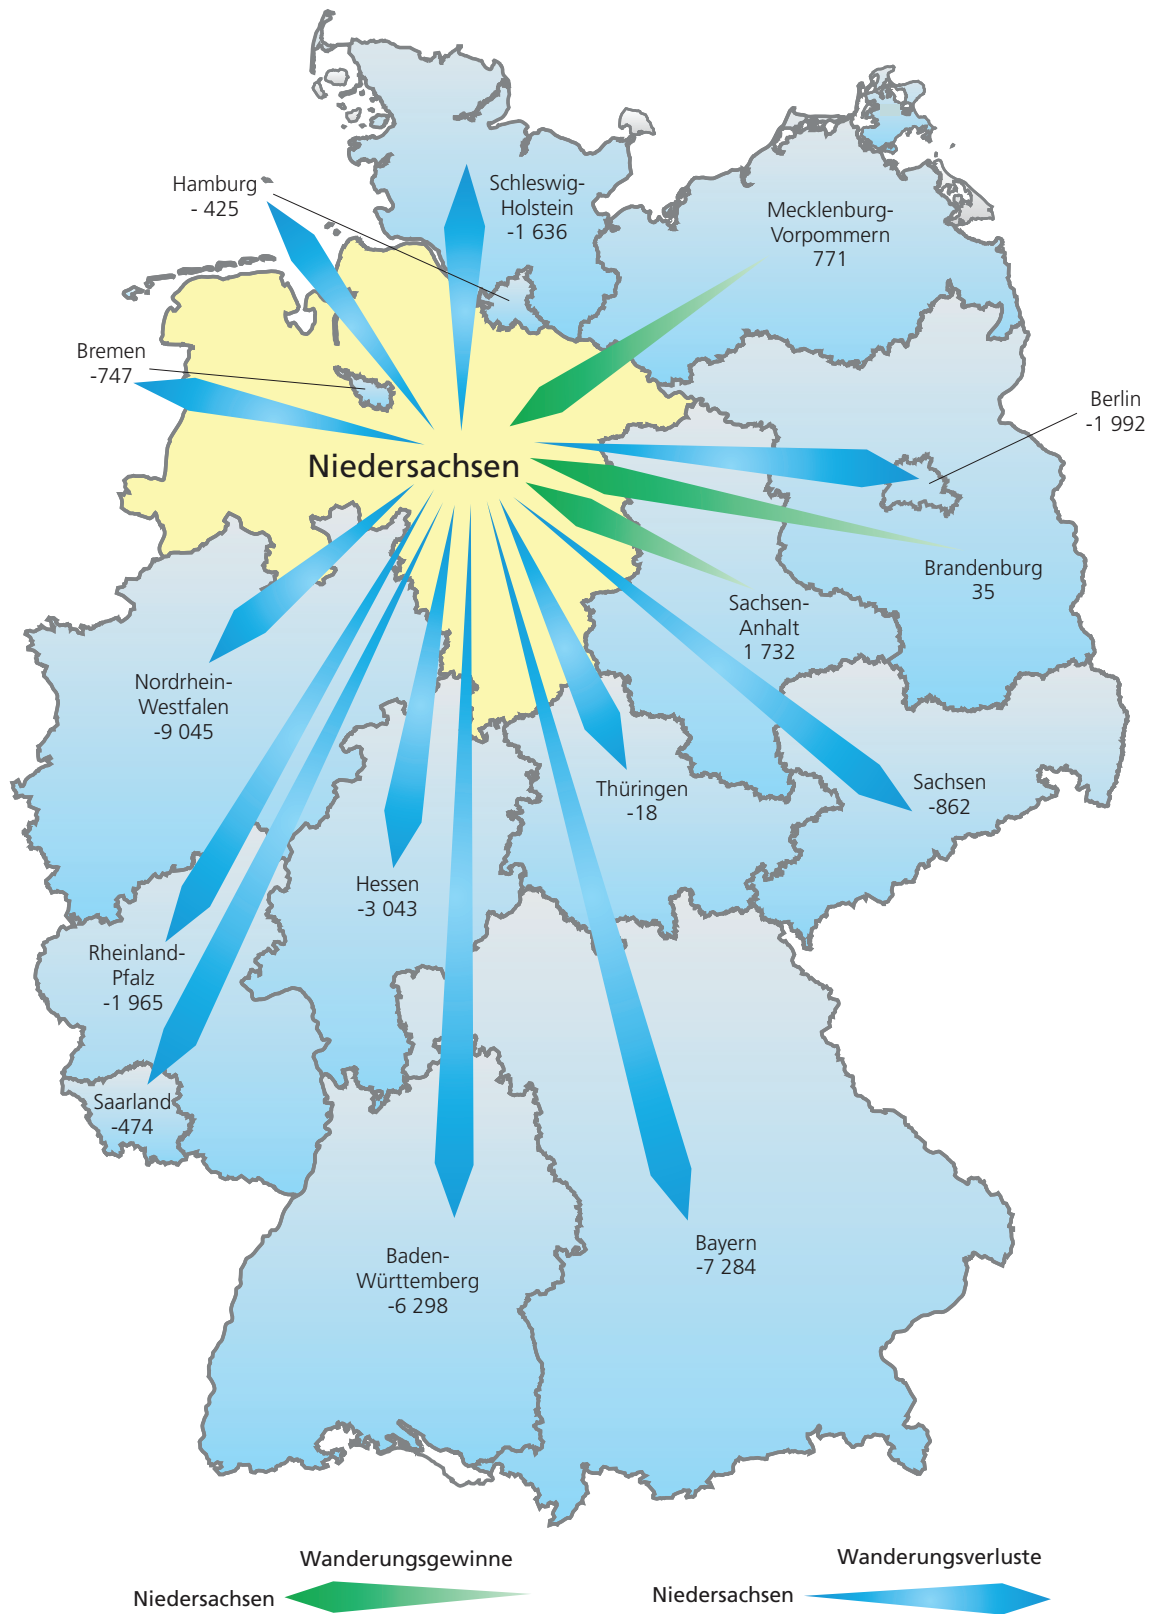 Hamburg
- 425
Schleswig-
Holstein
-1 636
Mecklenburg-
Vorpommern
771
Bremen
-747
Berlin
-1 992
Niedersachsen
Brandenburg
35
Sachsen-
Anhalt
1 732
Nordrhein-
Westfalen
-9 045
Thüringen
-18
Sachsen
-862
Hessen
-3 043
Rheinland-
Pfalz
-1 965
Saarland
-474
Baden-
Württemberg
-6 298
Bayern
-7 284
Wanderungsgewinne
Niedersachsen
Wanderungsverluste
Niedersachsen